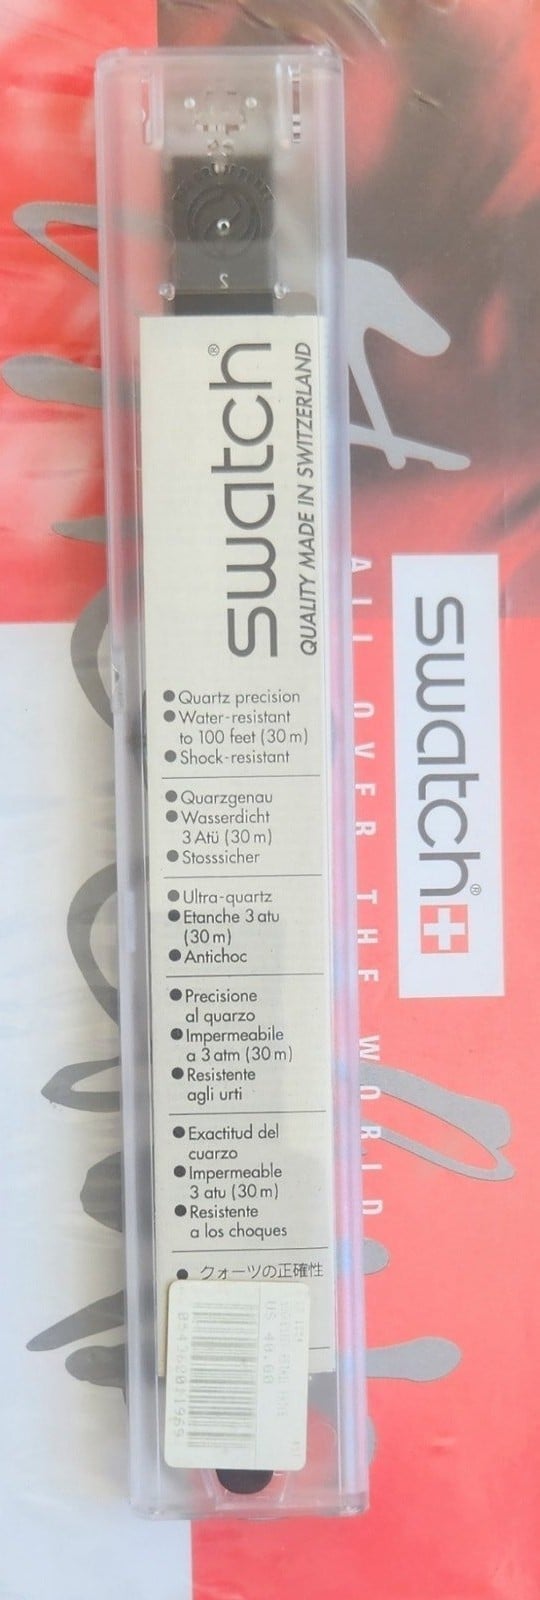 swatch®
QUALITY MADE IN SWITZERLAND
● Quartz precision
● Water-resistant
to 100 feet (30 m)
● Shock-resistant
● Quarzgenau
● Wasserdicht
3 Atü (30 m)
● Stosssicher
● Ultra-quartz
● Etanche 3 atu
(30 m)
● Antichoc
● Precisione
al quarzo
● Impermeabile
a 3 atm (30 m)
● Resistente
agli urti
● Exactitud del
cuarzo
● Impermeable
3 atu (30 m)
● Resistente
a los choques
● クォーツの正確性
US 40.00
swatch®
ALL OVER THE WORLD